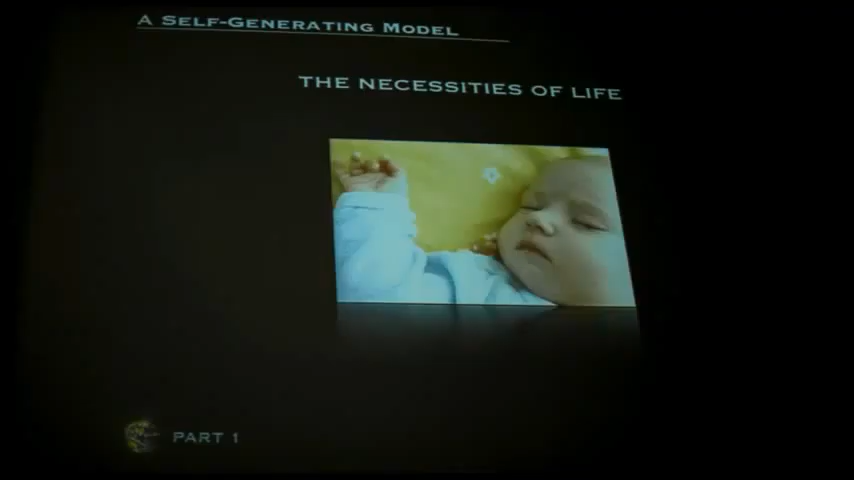 A SELF-GENERATING MODEL
THE NECESSITIES OF LIFE
PART 1